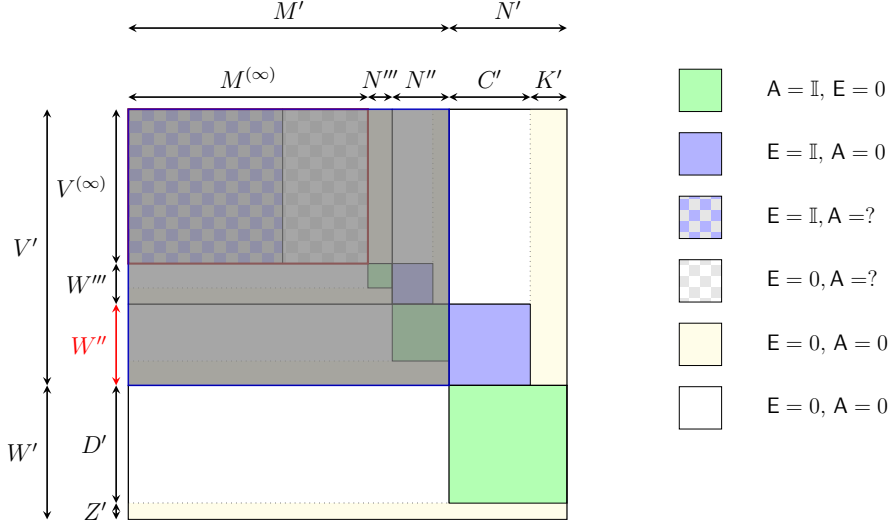 M′ N′
M(∞) N‴ N″ C′ K′
V(∞)
V′
W‴
W″
W′
D′
Z′
A = 𝕀, E = 0
E = 𝕀, A = 0
E = 𝕀, A =?
E = 0, A =?
E = 0, A = 0
E = 0, A = 0